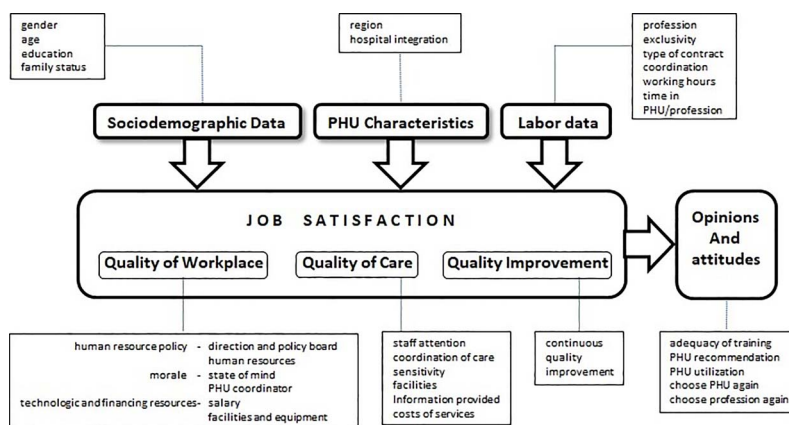 gender
age
education
family status
region
hospital integration
profession
exclusivity
type of contract
coordination
working hours
time in
PHU/profession
Sociodemographic Data
PHU Characteristics
Labor data
JOB SATISFACTION
Quality of Workplace
Quality of Care
Quality Improvement
Opinions
And
attitudes
human resource policy - direction and policy board
human resources
morale - state of mind
PHU coordinator
technologic and financing resources- salary
facilities and equipment
staff attention
coordination of care
sensitivity
facilities
Information provided
costs of services
continuous
quality
improvement
adequacy of training
PHU recommendation
PHU utilization
choose PHU again
choose profession again